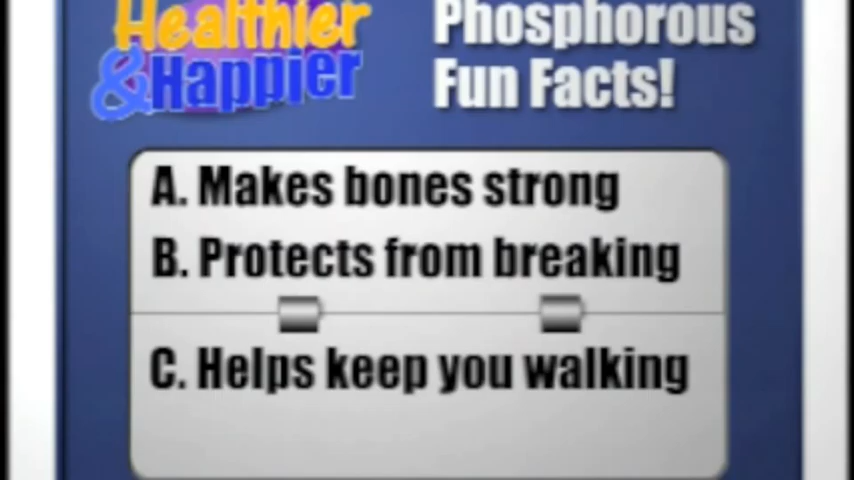 Healthier
&Happier
Phosphorous
Fun Facts!
A. Makes bones strong
B. Protects from breaking
C. Helps keep you walking